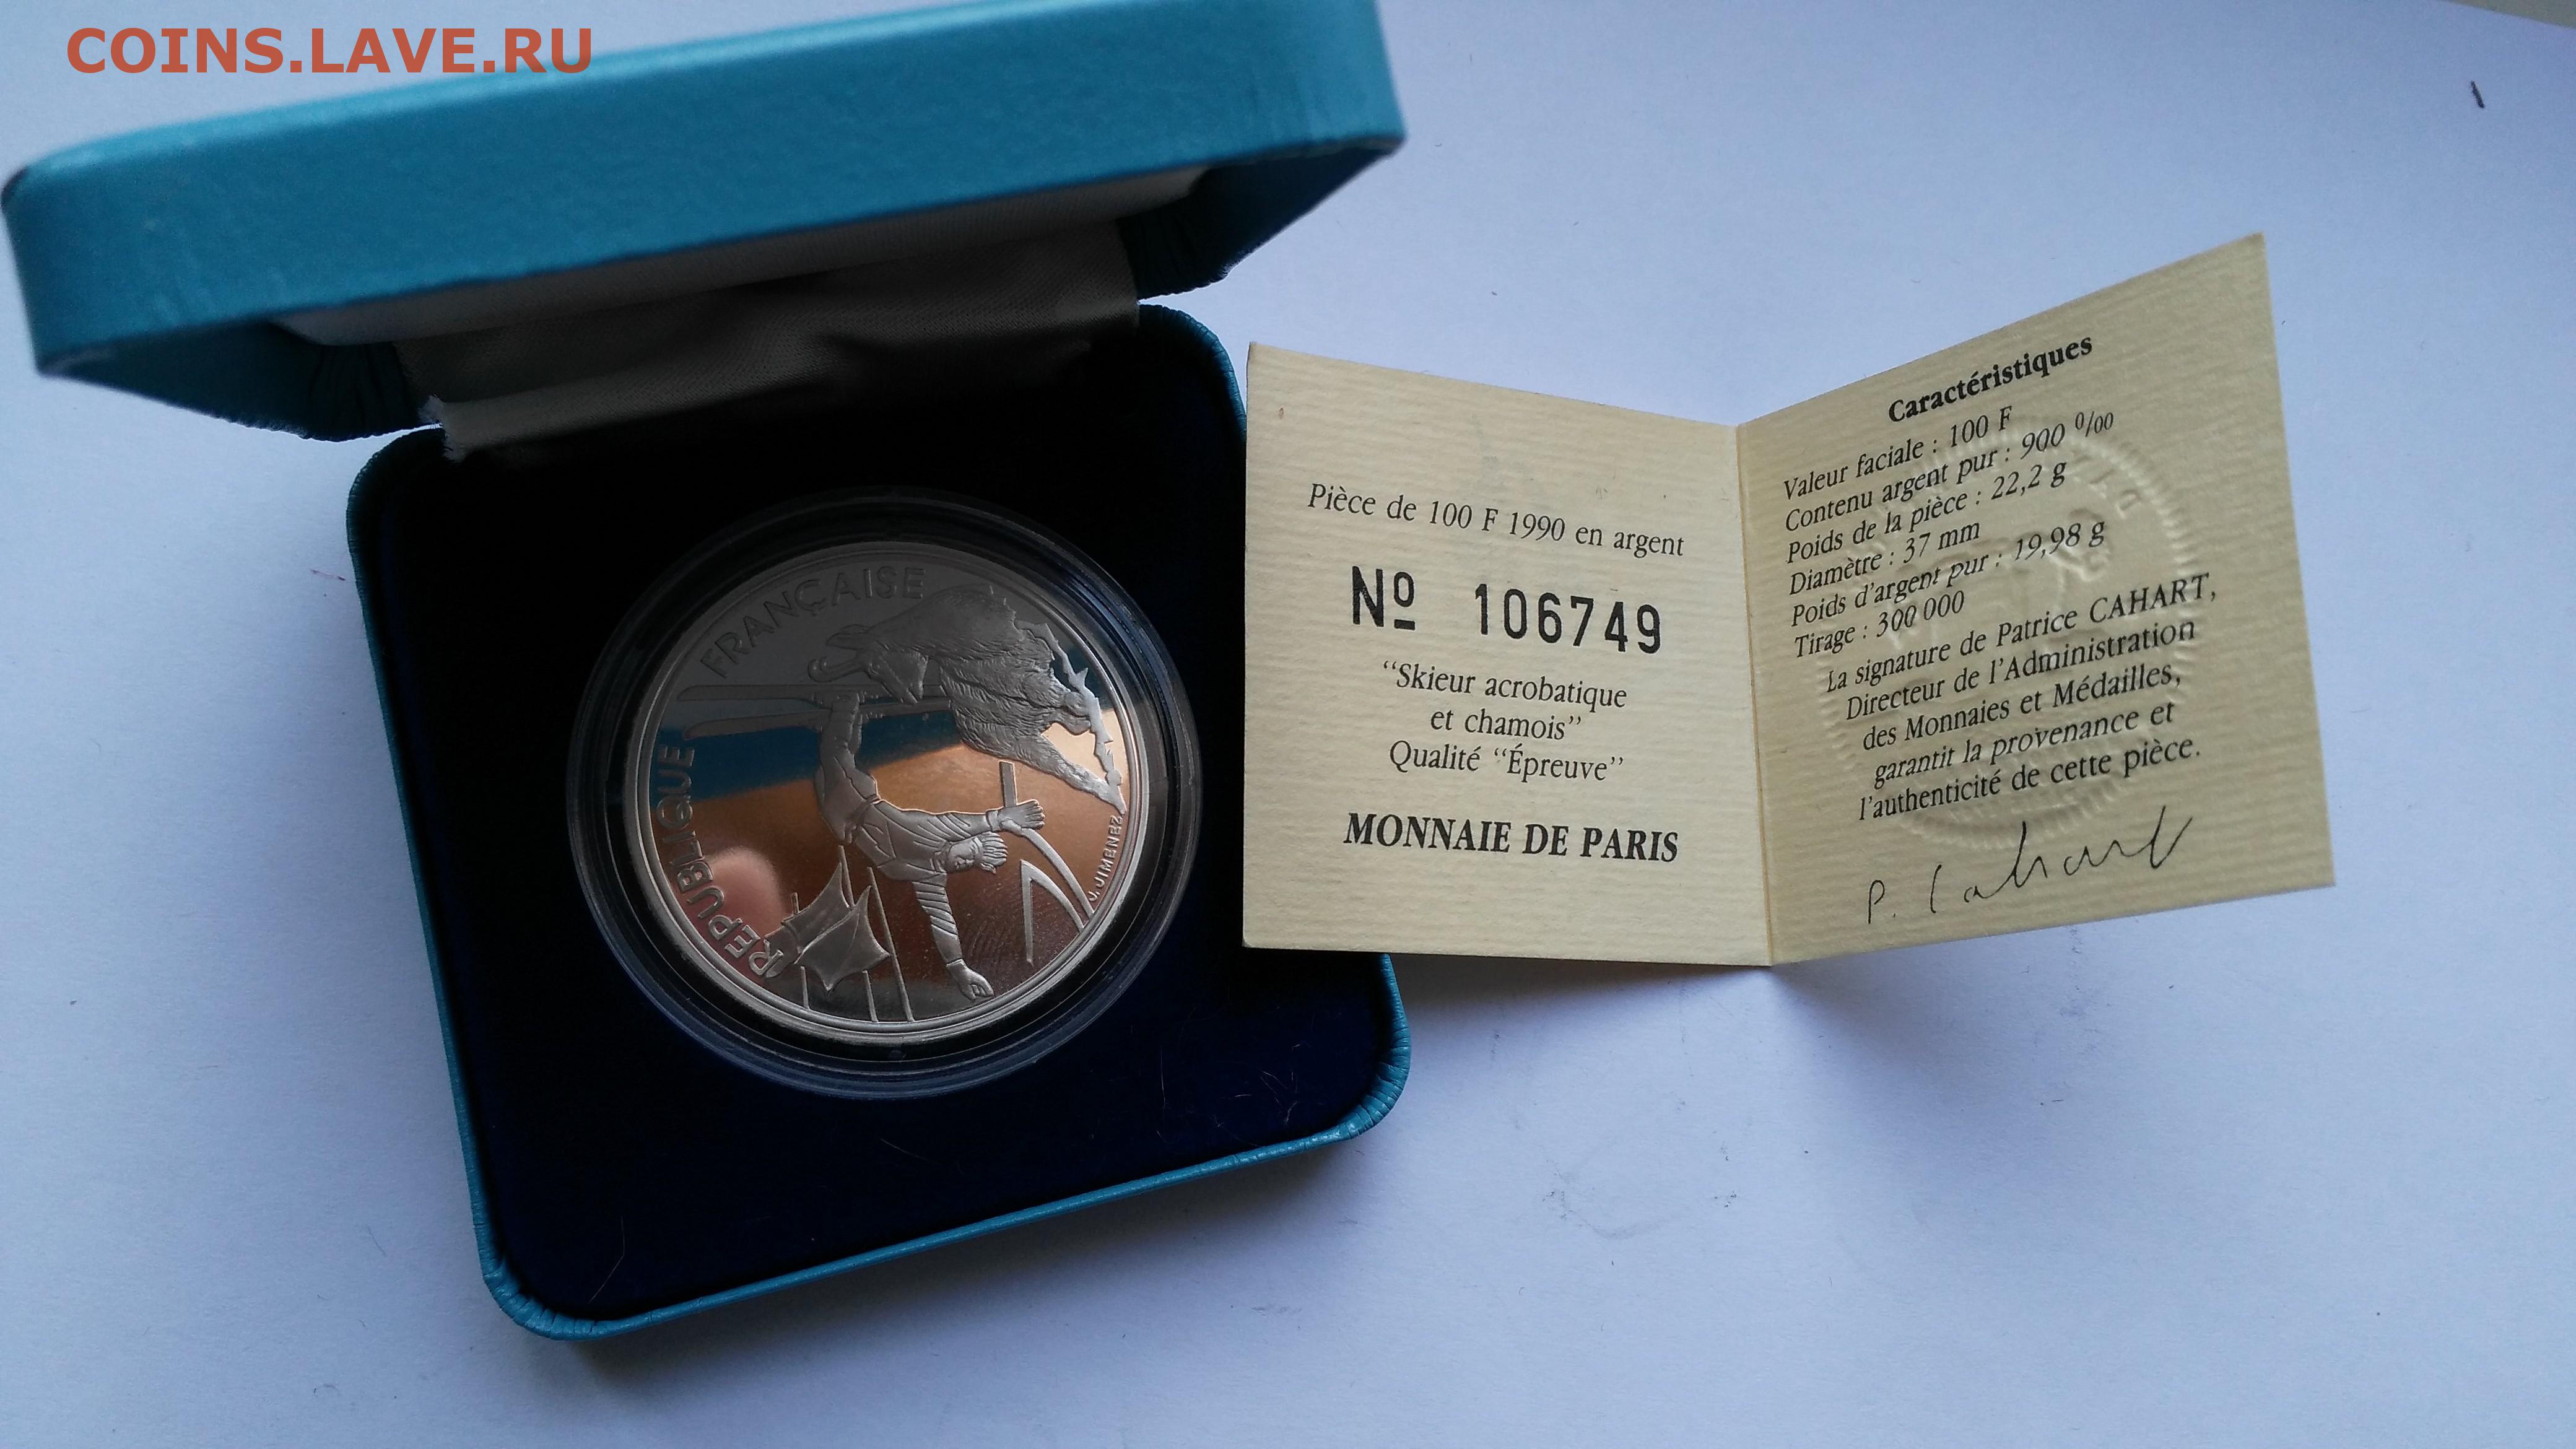 COINS.LAVE.RU
RÉPUBLIQUE FRANÇAISE
J.JIMENEZ
Pièce de 100 F 1990 en argent
Nº 106749
“Skieur acrobatique
et chamois”
Qualité “Épreuve”
MONNAIE DE PARIS
Caractéristiques
Valeur faciale : 100 F
Contenu argent pur : 900 ⁰/₀₀
Poids de la pièce : 22,2 g
Diamètre : 37 mm
Poids d’argent pur : 19,98 g
Tirage : 300 000
La signature de Patrice CAHART,
Directeur de l’Administration
des Monnaies et Médailles,
garantit la provenance et
l’authenticité de cette pièce.
P. Cahart